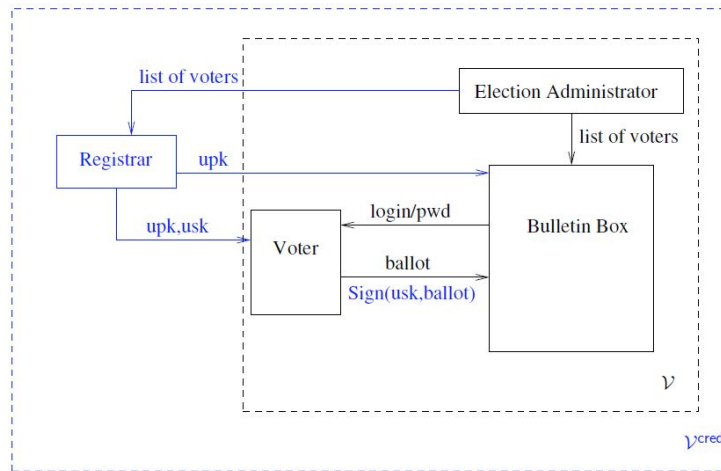 list of voters
Election Administrator
list of voters
Registrar
upk
login/pwd
upk,usk
Voter
Bulletin Box
ballot
Sign(usk,ballot)
𝒱
𝒱cred